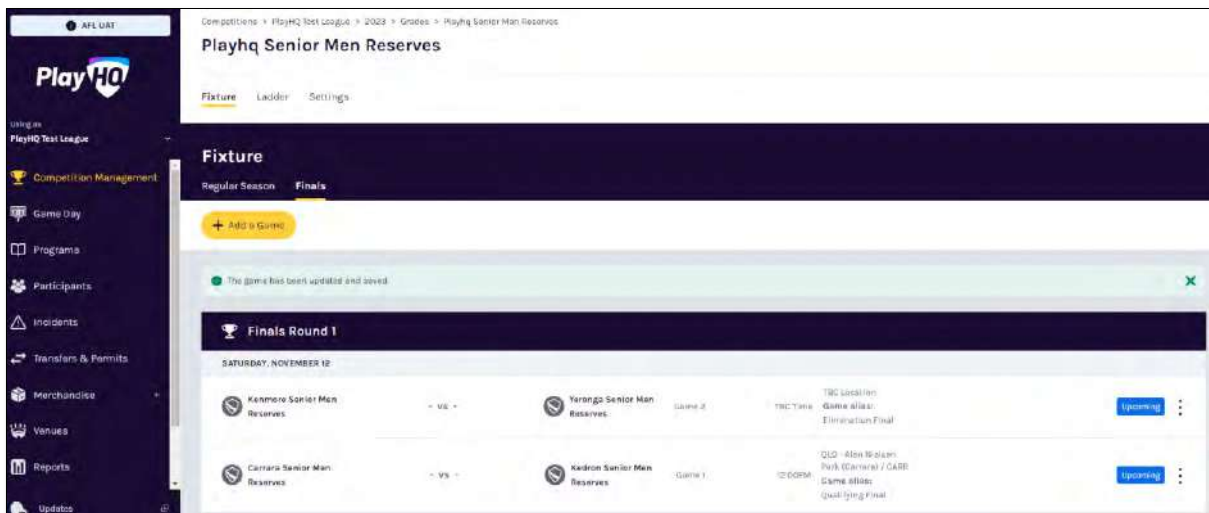 AFL UAT
PlayHQ
Using as
PlayHQ Test League
Competition Management
Game Day
Programs
Participants
Incidents
Transfers & Permits
Merchandise
Venues
Reports
Updates
Competitions > PlayHQ Test League > 2023 > Grades > Playhq Senior Men Reserves
Playhq Senior Men Reserves
Fixture Ladder Settings
Fixture
Regular Season Finals
+ Add a Game
The game has been updated and saved.
Finals Round 1
SATURDAY, NOVEMBER 12
Kenmore Senior Men
Reserves
- VS -
Yeronga Senior Men
Reserves
Game 2
TBC Time
TBC Location
Game alias:
Elimination Final
Upcoming
Carrara Senior Men
Reserves
- VS -
Kedron Senior Men
Reserves
Game 1
12:00PM
QLD - Alan Nielsen
Park (Carrara) / CARR
Game alias:
Qualifying Final
Upcoming